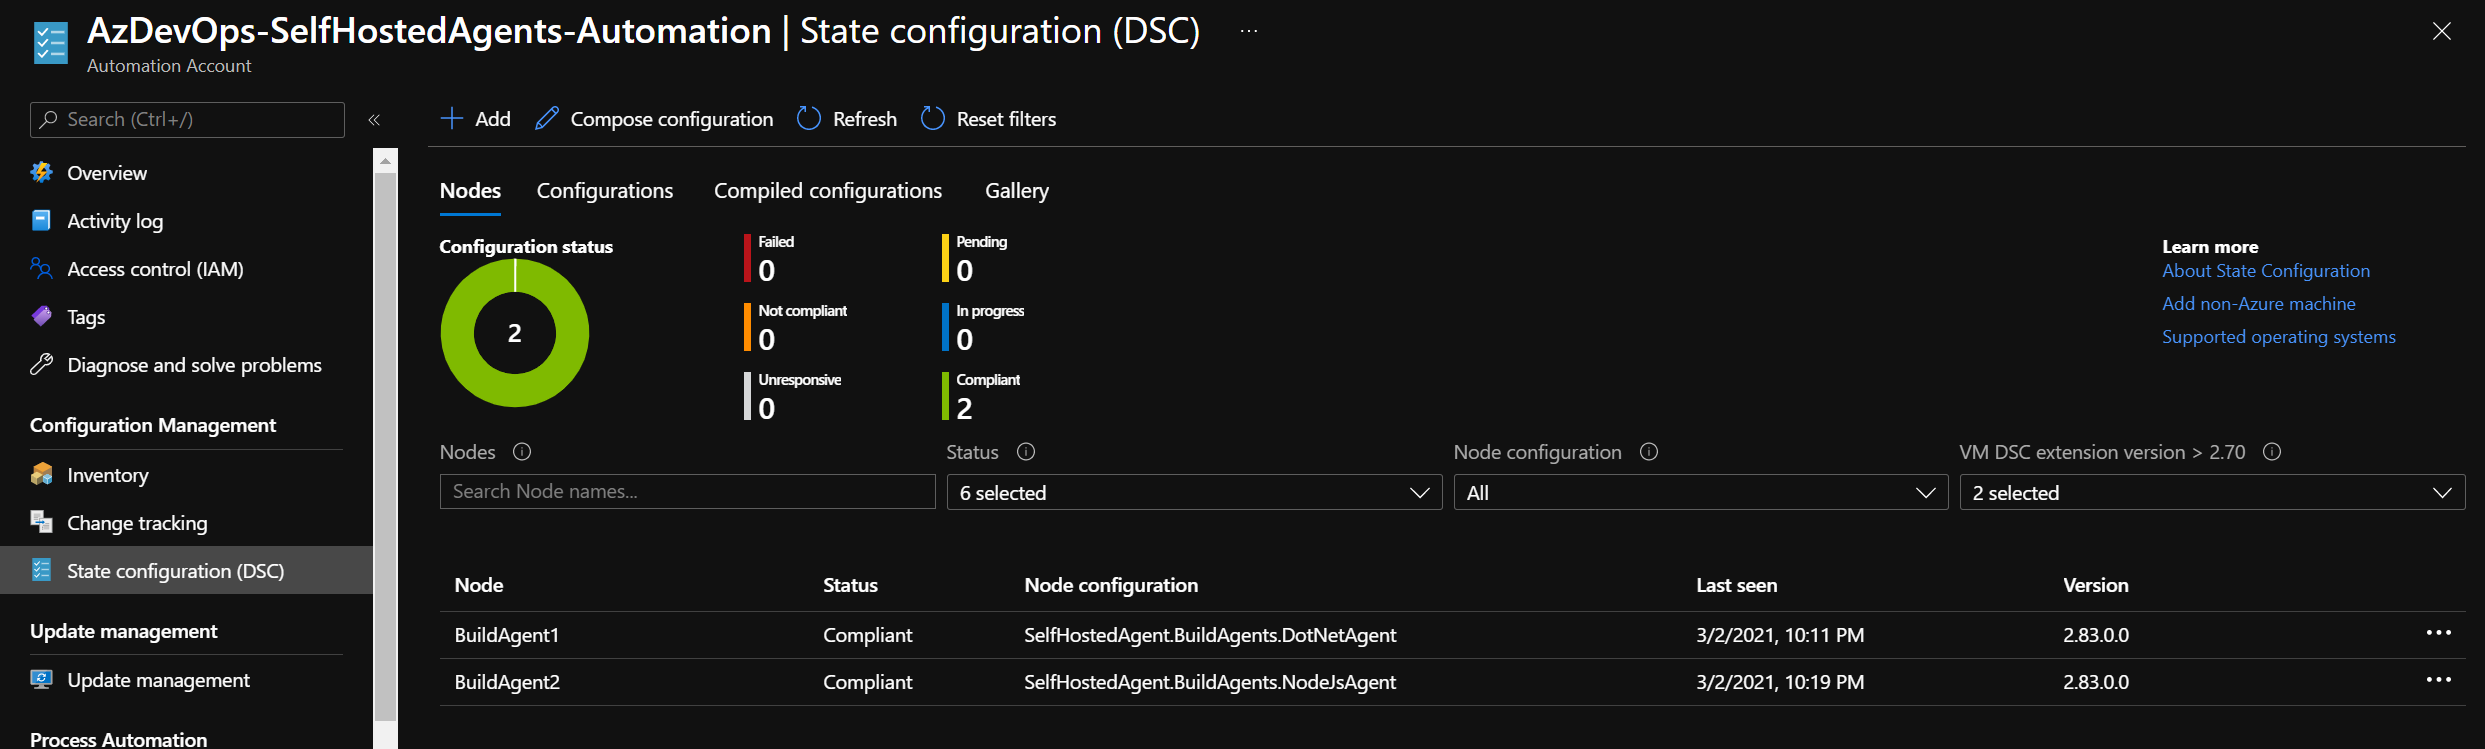 AzDevOps-SelfHostedAgents-Automation | State configuration (DSC) ...
Automation Account
Search (Ctrl+/)
«
Overview
Activity log
Access control (IAM)
Tags
Diagnose and solve problems
Configuration Management
Inventory
Change tracking
State configuration (DSC)
Update management
Update management
Process Automation
Add
Compose configuration
Refresh
Reset filters
Nodes
Configurations
Compiled configurations
Gallery
Configuration status
2
Failed
0
Pending
0
Not compliant
0
In progress
0
Unresponsive
0
Compliant
2
Learn more
About State Configuration
Add non-Azure machine
Supported operating systems
Nodes
Status
Node configuration
VM DSC extension version > 2.70
Search Node names...
6 selected
All
2 selected
Node Status Node configuration Last seen Version
BuildAgent1 Compliant SelfHostedAgent.BuildAgents.DotNetAgent 3/2/2021, 10:11 PM 2.83.0.0 ...
BuildAgent2 Compliant SelfHostedAgent.BuildAgents.NodeJsAgent 3/2/2021, 10:19 PM 2.83.0.0 ...